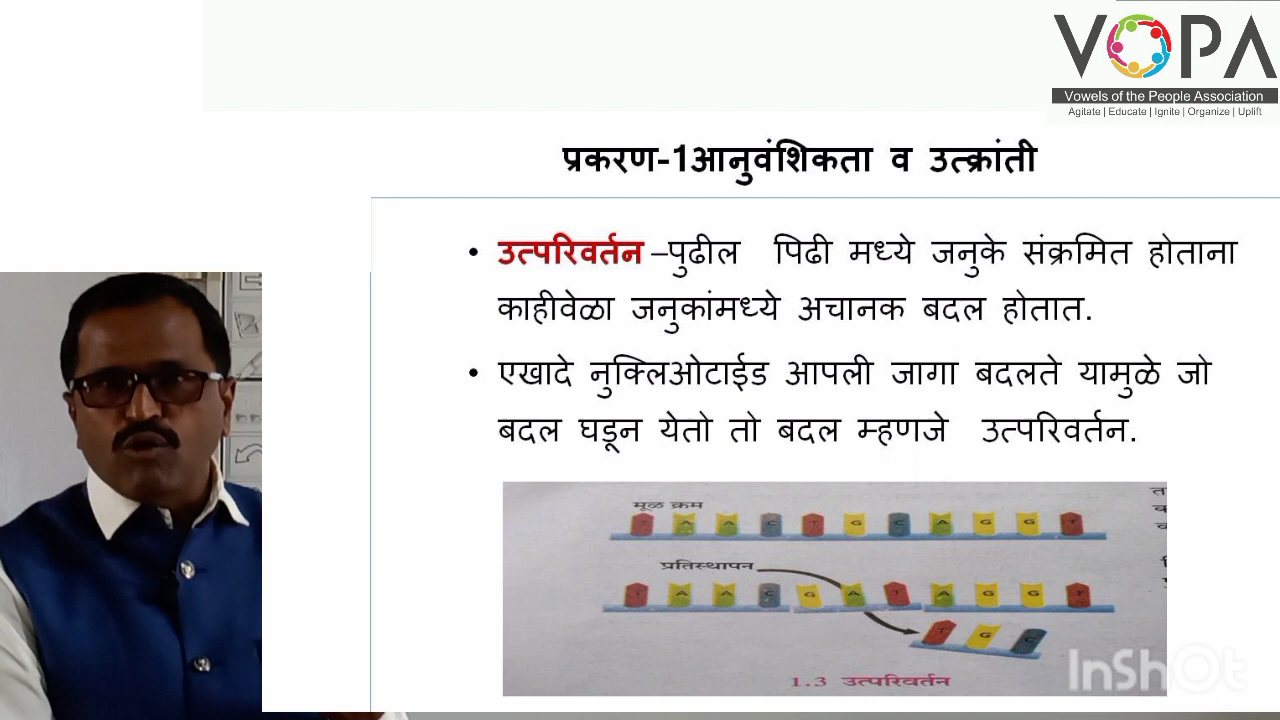 VOPA
Vowels of the People Association
Agitate | Educate | Ignite | Organize | Uplift
प्रकरण-1आनुवंशिकता व उत्क्रांती
• उत्परिवर्तन –पुढील पिढी मध्ये जनुके संक्रमित होताना
काहीवेळा जनुकांमध्ये अचानक बदल होतात.
• एखादे नुक्लिओटाईड आपली जागा बदलते यामुळे जो
बदल घडून येतो तो बदल म्हणजे उत्परिवर्तन.
मूळ क्रम
T A A C T G C A G G T
प्रतिस्थापन
T A A C G A T A G G T
T G C
1.3 उत्परिवर्तन
InShOt